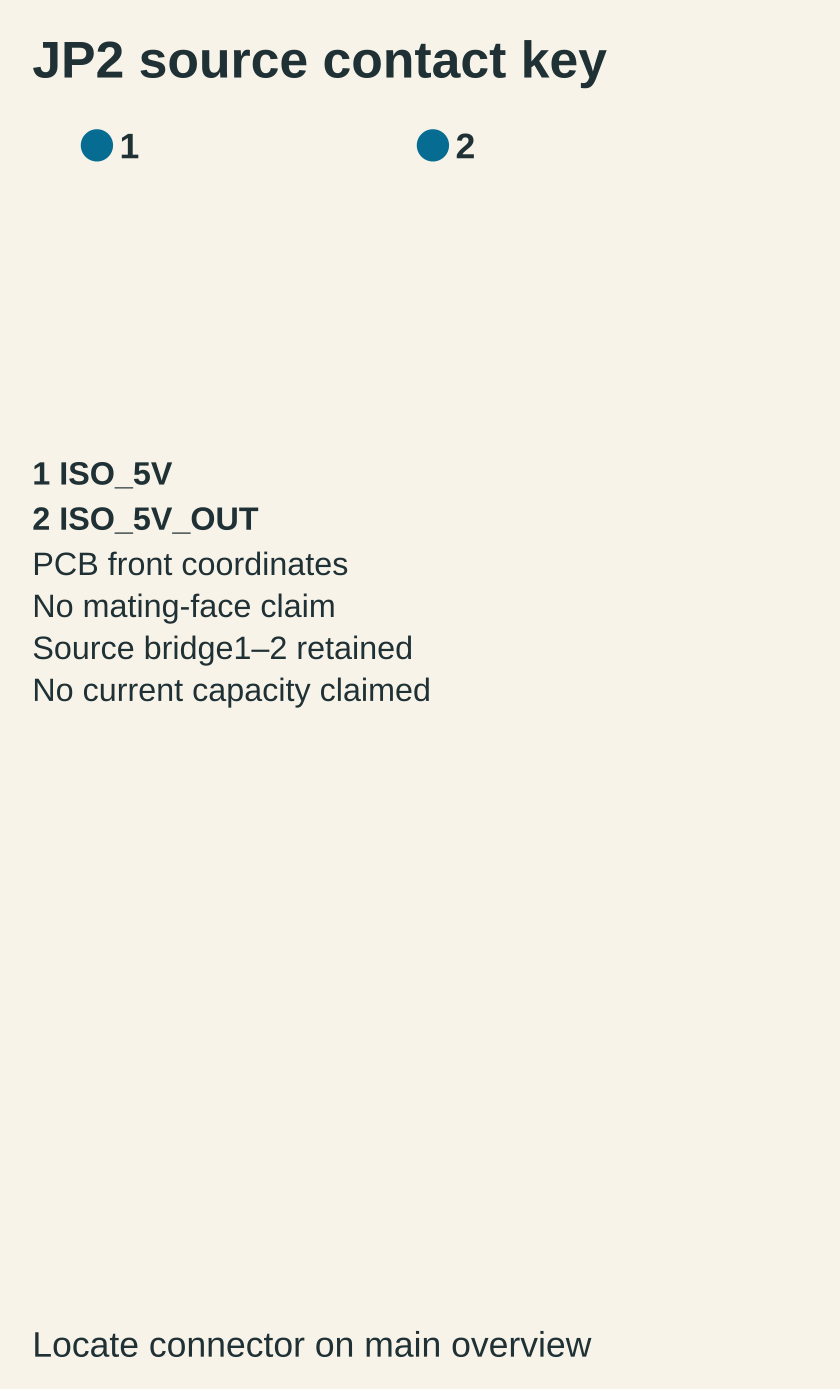 JP2 source contact key
1 2
1 ISO_5V
2 ISO_5V_OUT
PCB front coordinates
No mating-face claim
Source bridge1–2 retained
No current capacity claimed
Locate connector on main overview